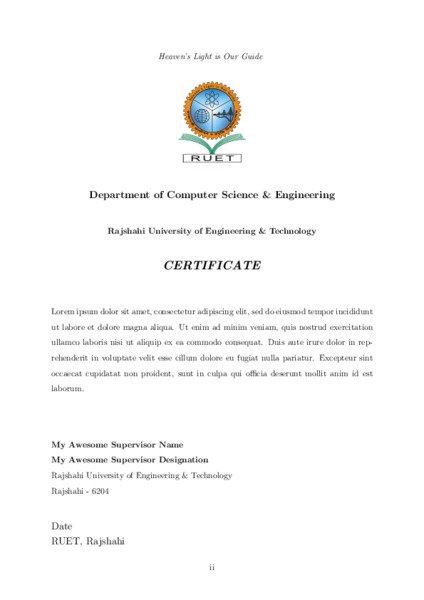 Heaven's Light is Our Guide
RUET
Department of Computer Science & Engineering
Rajshahi University of Engineering & Technology
CERTIFICATE
Lorem ipsum dolor sit amet, consectetur adipiscing elit, sed do eiusmod tempor incididunt
ut labore et dolore magna aliqua. Ut enim ad minim veniam, quis nostrud exercitation
ullamco laboris nisi ut aliquip ex ea commodo consequat. Duis aute irure dolor in rep-
rehenderit in voluptate velit esse cillum dolore eu fugiat nulla pariatur. Excepteur sint
occaecat cupidatat non proident, sunt in culpa qui officia deserunt mollit anim id est
laborum.
My Awesome Supervisor Name
My Awesome Supervisor Designation
Rajshahi University of Engineering & Technology
Rajshahi - 6204
Date
RUET, Rajshahi
ii